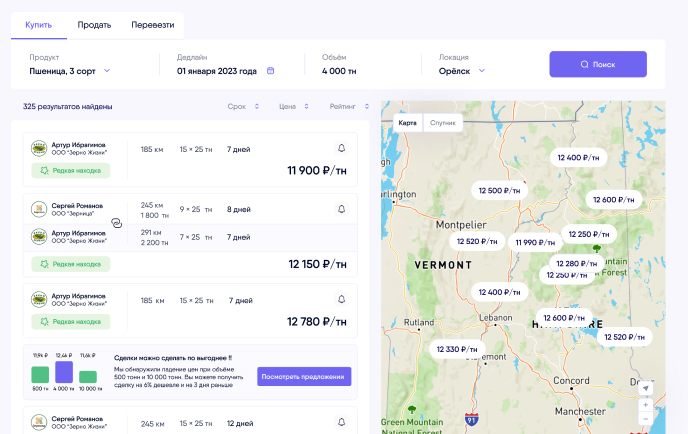 Купить Продать Перевезти
Продукт Дедлайн Объём Локация
Пшеница, 3 сорт 01 января 2023 года 4 000 тн Орёлск Поиск
325 результатов найдены Срок Цена Рейтинг
Артур Ибрагимов
ООО "Зерно Жизни"
185 км 15 × 25 тн 7 дней
Редкая находка
11 900 ₽/тн
Сергей Романов
ООО "Зерница"
245 км
1 800 тн
9 × 25 тн 8 дней
Артур Ибрагимов
ООО "Зерно Жизни"
291 км
2 200 тн
7 × 25 тн 7 дней
Редкая находка
12 150 ₽/тн
Артур Ибрагимов
ООО "Зерно Жизни"
185 км 15 × 25 тн 7 дней
Редкая находка
12 780 ₽/тн
11,9к ₽ 12,4к ₽ 11,6к ₽
500 тн 4 000 тн 10 000 тн
Сделки можно сделать по выгоднее !!
Мы обнаружили падение цен при объёме
500 тонн и 10 000 тонн. Вы можете получить
сделку на 6% дешевле и на 3 дня раньше
Посмотреть предложения
Сергей Романов
ООО "Зерно Жизни"
245 км 15 × 25 тн 12 дней
Карта Спутник
12 400 ₽/тн
12 500 ₽/тн
rlington
12 600 ₽/тн
Montpelier
12 250 ₽/тн
12 520 ₽/тн
11 990 ₽/тн
VERMONT
12 280 ₽/тн
untain
12 250 ₽/тн
Forest
12 400 ₽/тн
Lebanon
12 600 ₽/тн
Rutland
12 520 ₽/тн
12 330 ₽/тн
Concord
Manchester
91
Green Mountain
National Forest